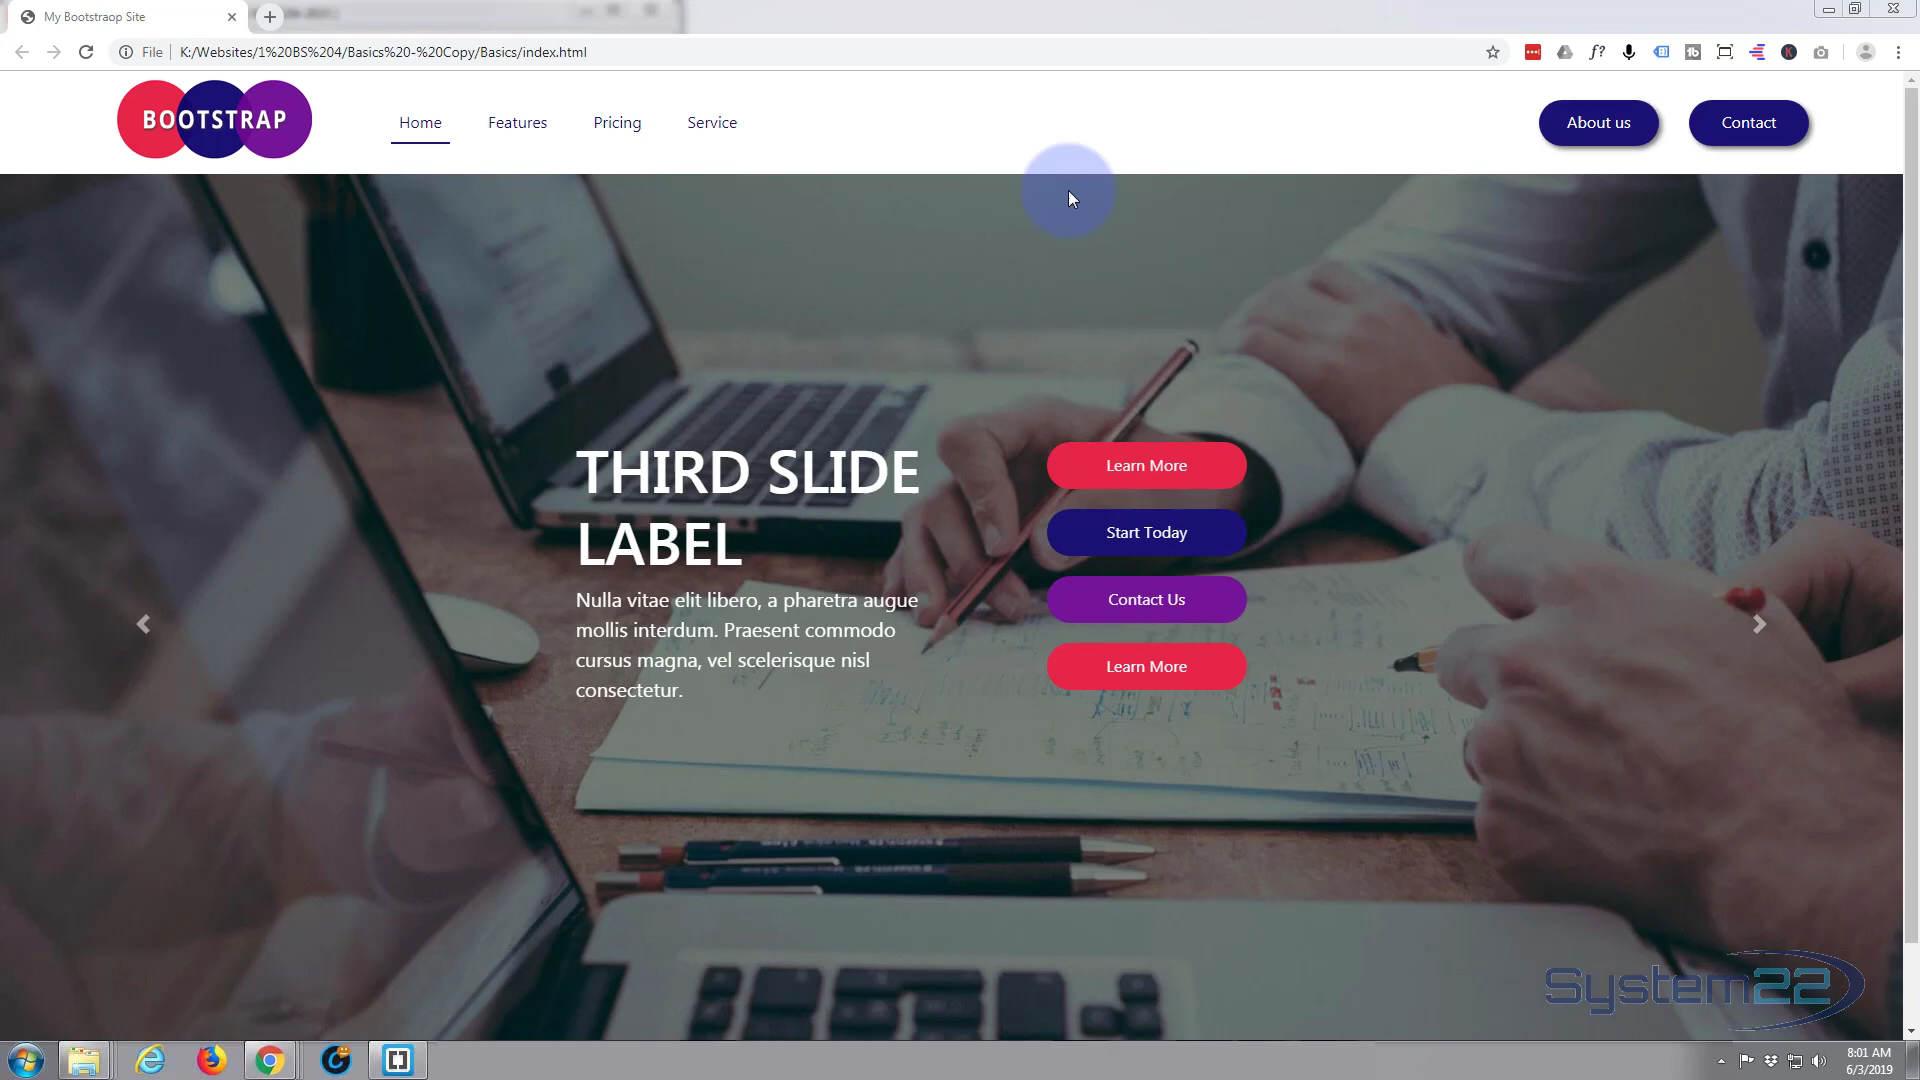 My Bootstraop Site
File
K:/Websites/1%20BS%204/Basics%20-%20Copy/Basics/index.html
BOOTSTRAP
Home
Features
Pricing
Service
About us
Contact
THIRD SLIDE
LABEL
Nulla vitae elit libero, a pharetra augue
mollis interdum. Praesent commodo
cursus magna, vel scelerisque nisl
consectetur.
Learn More
Start Today
Contact Us
Learn More
System22
8:01 AM
6/3/2019